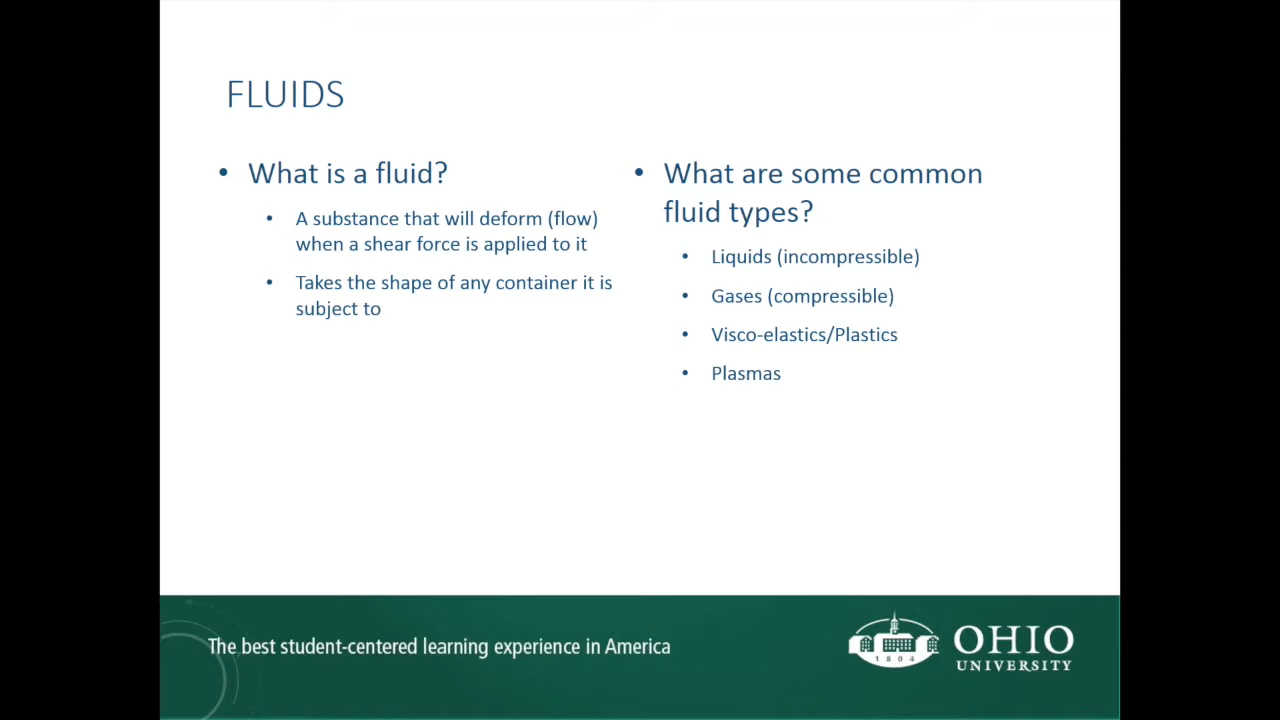 FLUIDS
• What is a fluid?
• A substance that will deform (flow)
when a shear force is applied to it
• Takes the shape of any container it is
subject to
• What are some common
fluid types?
• Liquids (incompressible)
• Gases (compressible)
• Visco-elastics/Plastics
• Plasmas
The best student-centered learning experience in America
1804
OHIO
UNIVERSITY